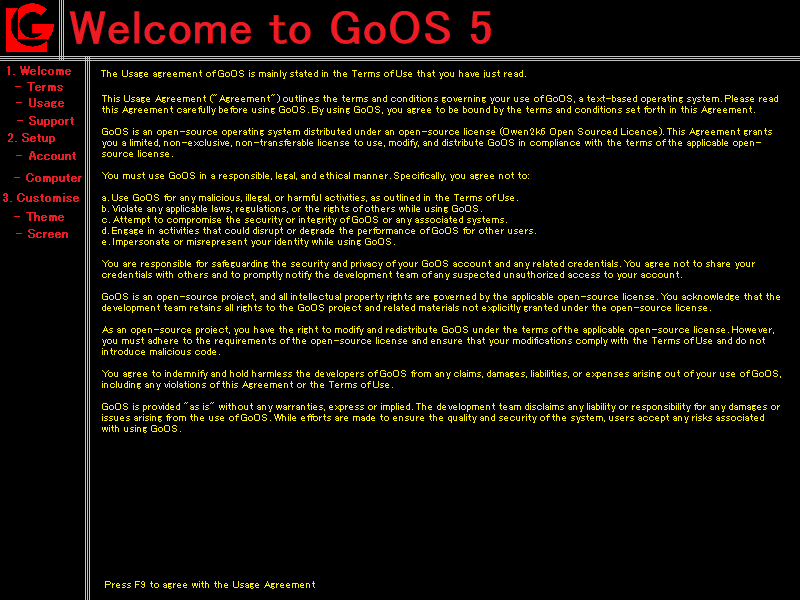 Welcome to GoOS 5
1. Welcome
- Terms
- Usage
- Support
2. Setup
- Account
- Computer
3. Customise
- Theme
- Screen
The Usage agreement of GoOS is mainly stated in the Terms of Use that you have just read.
This Usage Agreement ("Agreement") outlines the terms and conditions governing your use of GoOS, a text-based operating system. Please read
this Agreement carefully before using GoOS. By using GoOS, you agree to be bound by the terms and conditions set forth in this Agreement.
GoOS is an open-source operating system distributed under an open-source license (Owen2k6 Open Sourced Licence). This Agreement grants
you a limited, non-exclusive, non-transferable license to use, modify, and distribute GoOS in compliance with the terms of the applicable open-
source license.
You must use GoOS in a responsible, legal, and ethical manner. Specifically, you agree not to:
a. Use GoOS for any malicious, illegal, or harmful activities, as outlined in the Terms of Use.
b. Violate any applicable laws, regulations, or the rights of others while using GoOS.
c. Attempt to compromise the security or integrity of GoOS or any associated systems.
d. Engage in activities that could disrupt or degrade the performance of GoOS for other users.
e. Impersonate or misrepresent your identity while using GoOS.
You are responsible for safeguarding the security and privacy of your GoOS account and any related credentials. You agree not to share your
credentials with others and to promptly notify the development team of any suspected unauthorized access to your account.
GoOS is an open-source project, and all intellectual property rights are governed by the applicable open-source license. You acknowledge that the
development team retains all rights to the GoOS project and related materials not explicitly granted under the open-source license.
As an open-source project, you have the right to modify and redistribute GoOS under the terms of the applicable open-source license. However,
you must adhere to the requirements of the open-source license and ensure that your modifications comply with the Terms of Use and do not
introduce malicious code.
You agree to indemnify and hold harmless the developers of GoOS from any claims, damages, liabilities, or expenses arising out of your use of GoOS,
including any violations of this Agreement or the Terms of Use.
GoOS is provided "as is" without any warranties, express or implied. The development team disclaims any liability or responsibility for any damages or
issues arising from the use of GoOS. While efforts are made to ensure the quality and security of the system, users accept any risks associated
with using GoOS.
Press F9 to agree with the Usage Agreement